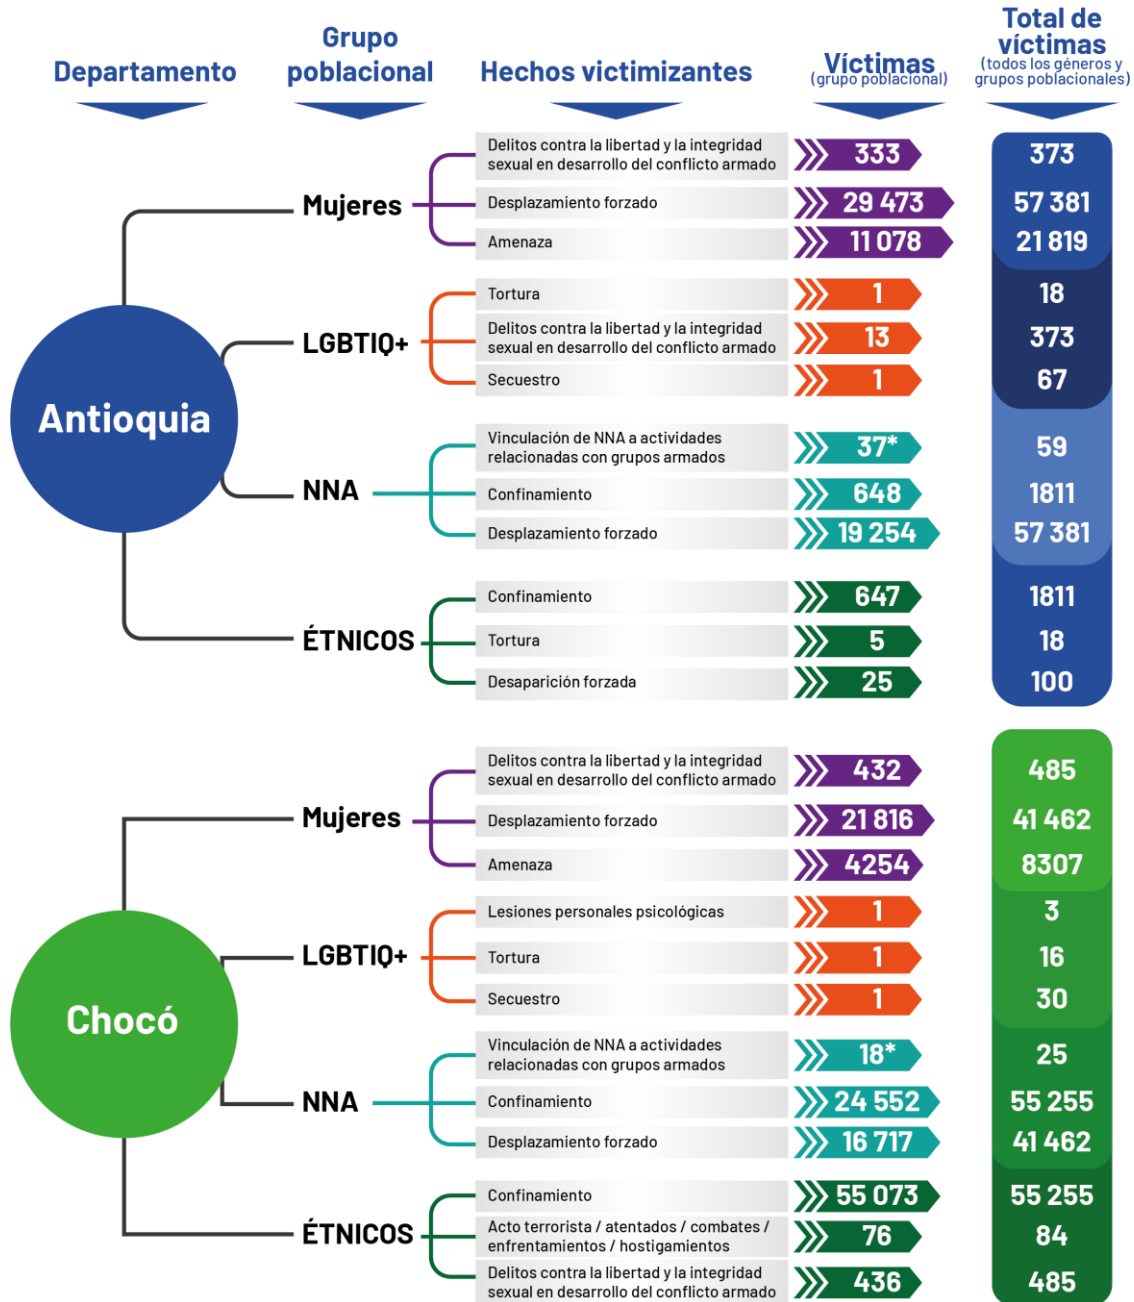 Departamento
Grupo
poblacional
Hechos victimizantes
Víctimas
(grupo poblacional)
Total de
víctimas
(todos los géneros y
grupos poblacionales)
Antioquia
Mujeres
Delitos contra la libertad y la integridad
sexual en desarrollo del conflicto armado
333
373
Desplazamiento forzado
29 473
57 381
Amenaza
11 078
21 819
LGBTIQ+
Tortura
1
18
Delitos contra la libertad y la integridad
sexual en desarrollo del conflicto armado
13
373
Secuestro
1
67
NNA
Vinculación de NNA a actividades
relacionadas con grupos armados
37*
59
Confinamiento
648
1811
Desplazamiento forzado
19 254
57 381
ÉTNICOS
Confinamiento
647
1811
Tortura
5
18
Desaparición forzada
25
100
Chocó
Mujeres
Delitos contra la libertad y la integridad
sexual en desarrollo del conflicto armado
432
485
Desplazamiento forzado
21 816
41 462
Amenaza
4254
8307
LGBTIQ+
Lesiones personales psicológicas
1
3
Tortura
1
16
Secuestro
1
30
NNA
Vinculación de NNA a actividades
relacionadas con grupos armados
18*
25
Confinamiento
24 552
55 255
Desplazamiento forzado
16 717
41 462
ÉTNICOS
Confinamiento
55 073
55 255
Acto terrorista / atentados / combates /
enfrentamientos / hostigamientos
76
84
Delitos contra la libertad y la integridad
sexual en desarrollo del conflicto armado
436
485